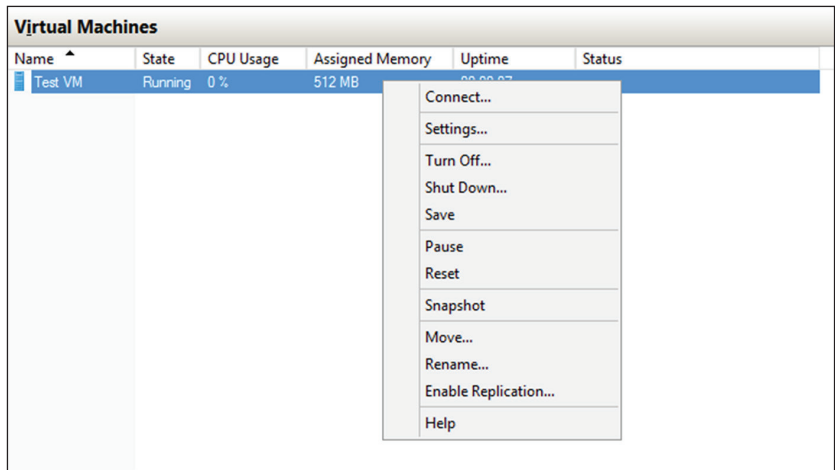 Virtual Machines
Name State CPU Usage Assigned Memory Uptime Status
Test VM Running 0 % 512 MB
Connect...
Settings...
Turn Off...
Shut Down...
Save
Pause
Reset
Snapshot
Move...
Rename...
Enable Replication...
Help